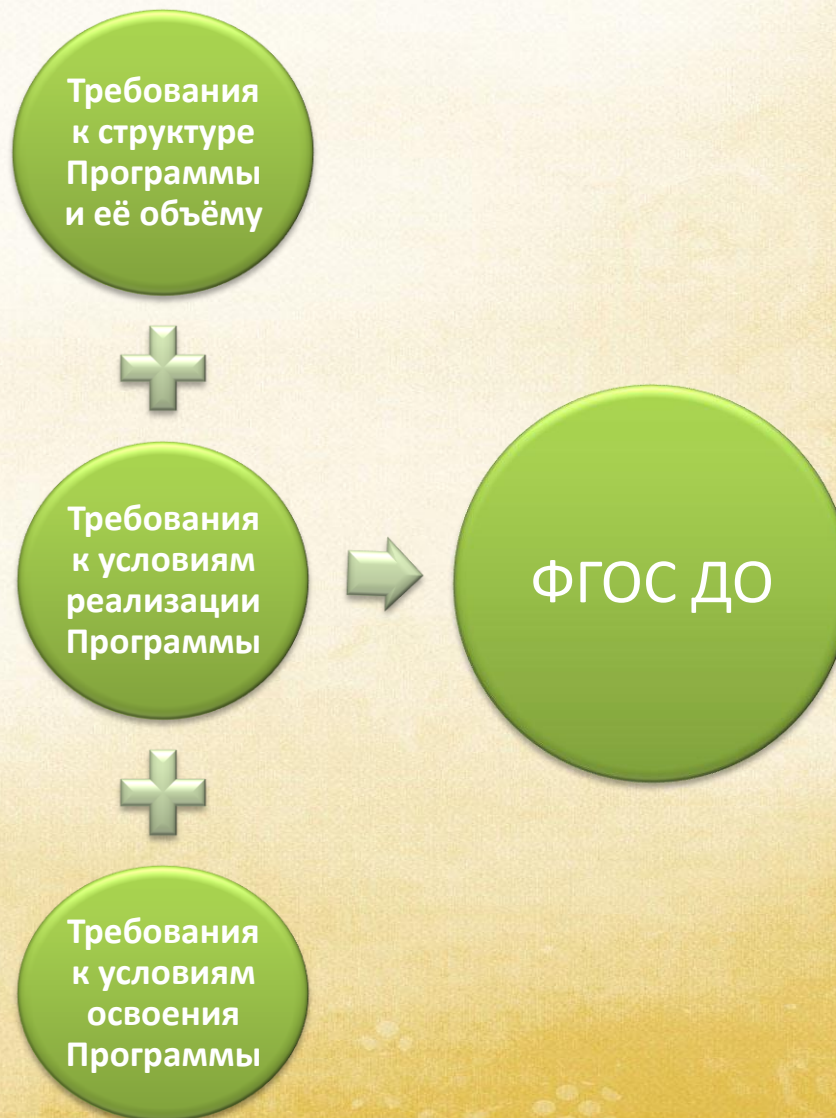 Требования
к структуре
Программы
и её объёму
Требования
к условиям
реализации
Программы
ФГОС ДО
Требования
к условиям
освоения
Программы